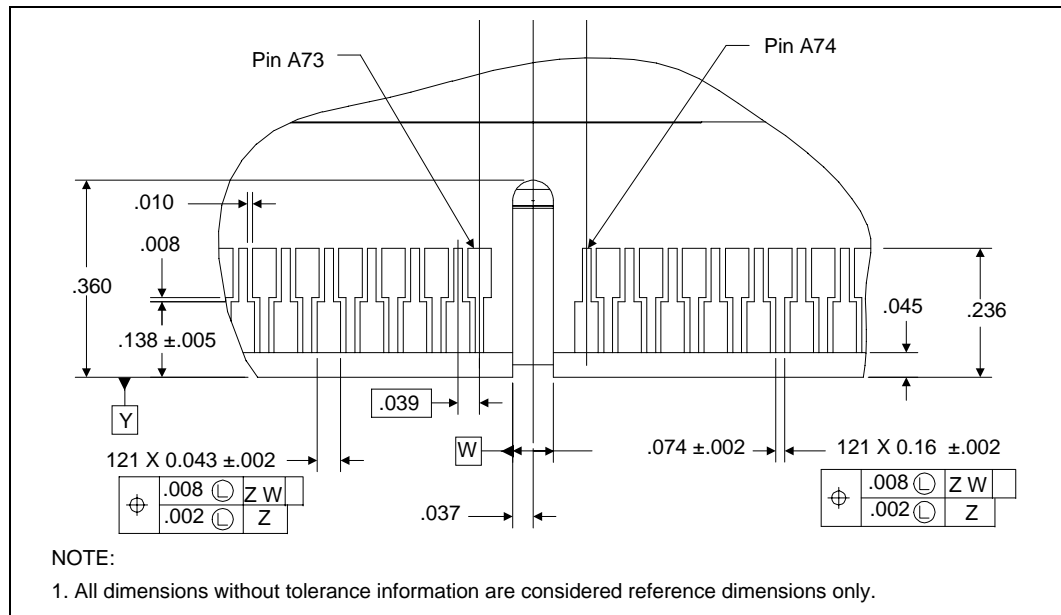 Pin A73
Pin A74
.010
.008
.360
.138 ±.005
.045
.236
.039
Y
W
.074 ±.002
121 X 0.16 ±.002
121 X 0.043 ±.002
.008 Ⓛ Z W
.002 Ⓛ Z
.008 Ⓛ Z W
.002 Ⓛ Z
.037
NOTE:
1. All dimensions without tolerance information are considered reference dimensions only.